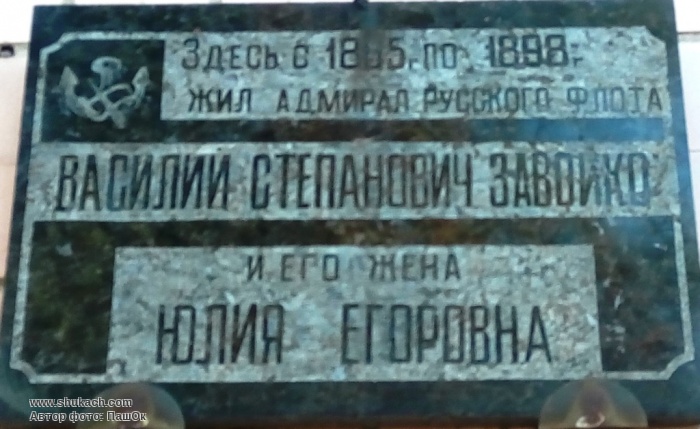 ЗДЕСЬ С 1865г. ПО 1898г.
ЖИЛ АДМИРАЛ РУССКОГО ФЛОТА
ВАСИЛИЙ СТЕПАНОВИЧ ЗАВОЙКО
И ЕГО ЖЕНА
ЮЛИЯ ЕГОРОВНА
www.shukach.com
Автор фото: ПашОк